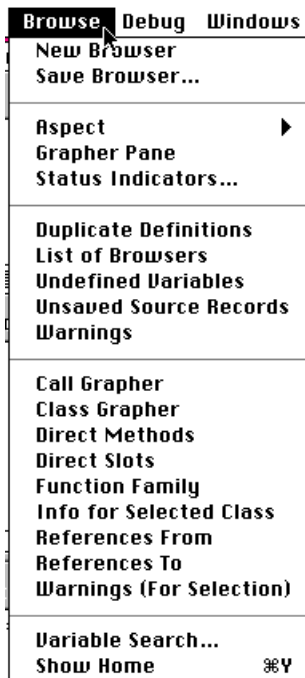 Browse Debug Windows
New Browser
Save Browser...
Aspect
Grapher Pane
Status Indicators...
Duplicate Definitions
List of Browsers
Undefined Variables
Unsaved Source Records
Warnings
Call Grapher
Class Grapher
Direct Methods
Direct Slots
Function Family
Info for Selected Class
References From
References To
Warnings (For Selection)
Variable Search...
Show Home ⌘Y